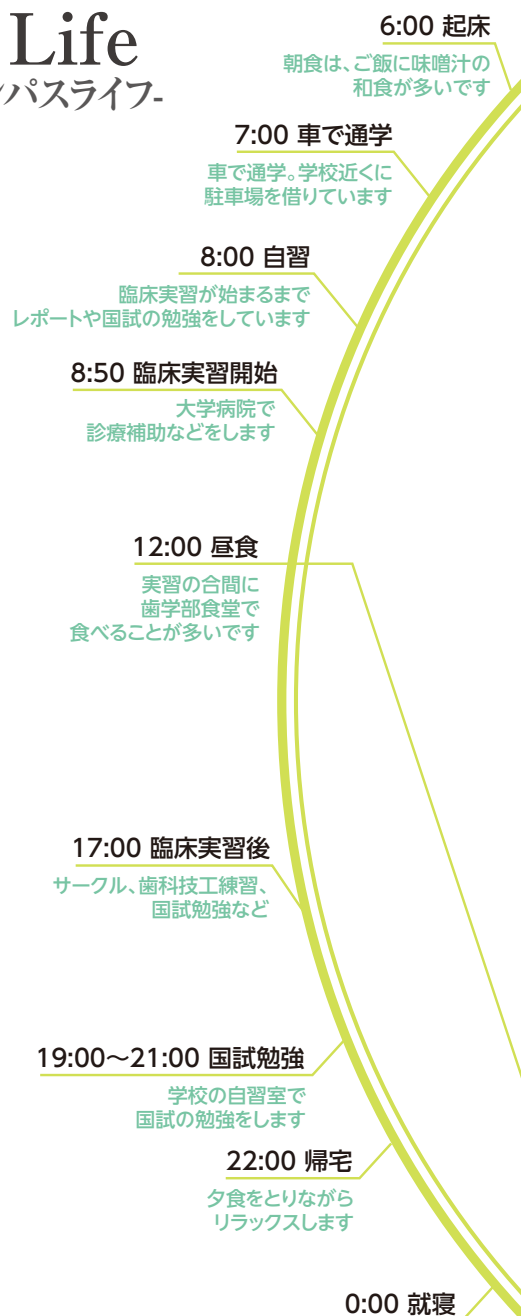 Life
パスライフ-
6:00 起床
朝食は、ご飯に味噌汁の
和食が多いです
7:00 車で通学
車で通学。学校近くに
駐車場を借りています
8:00 自習
臨床実習が始まるまで
レポートや国試の勉強をしています
8:50 臨床実習開始
大学病院で
診療補助などをします
12:00 昼食
実習の合間に
歯学部食堂で
食べることが多いです
17:00 臨床実習後
サークル、歯科技工練習、
国試勉強など
19:00〜21:00 国試勉強
学校の自習室で
国試の勉強をします
22:00 帰宅
夕食をとりながら
リラックスします
0:00 就寝